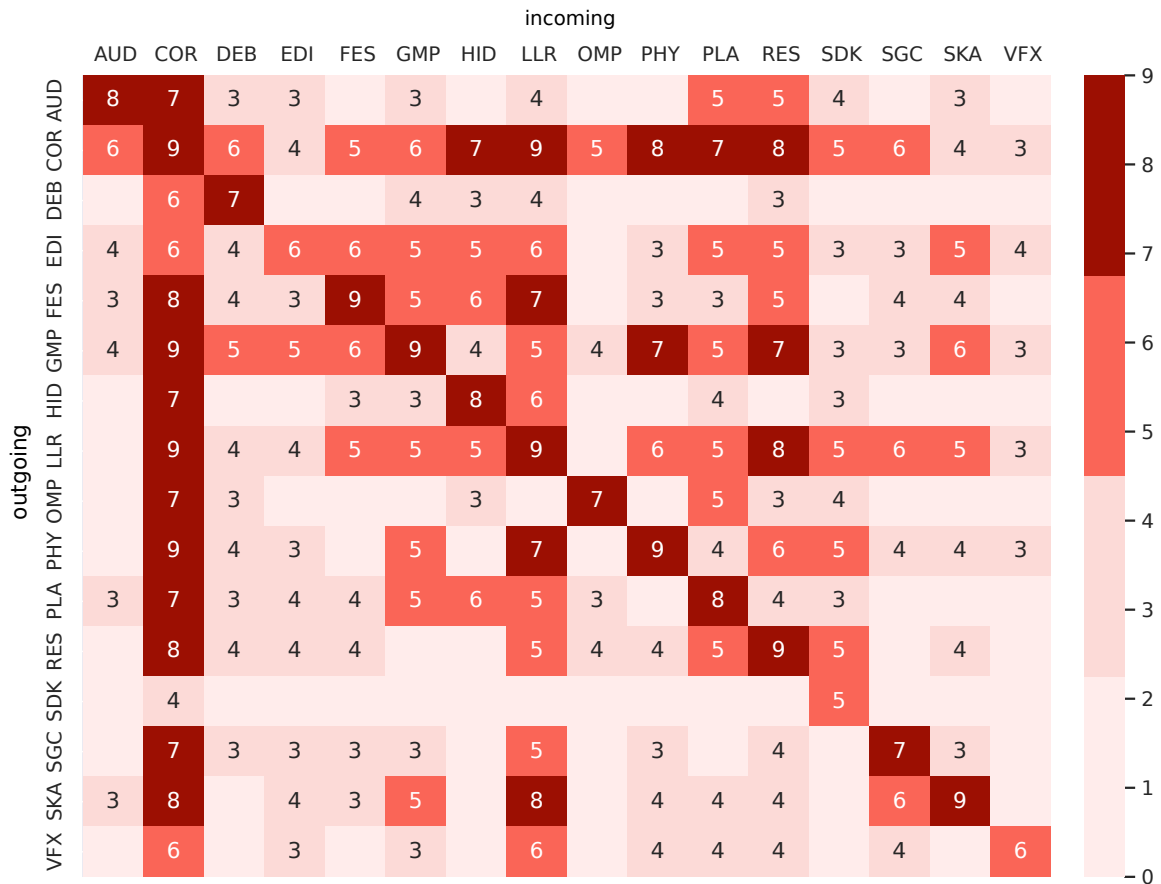 incoming
AUD COR DEB EDI FES GMP HID LLR OMP PHY PLA RES SDK SGC SKA VFX
outgoing
AUD 8 7 3 3 3 4 5 5 4 3
COR 6 9 6 4 5 6 7 9 5 8 7 8 5 6 4 3
DEB 6 7 4 3 4 3
EDI 4 6 4 6 6 5 5 6 3 5 5 3 3 5 4
FES 3 8 4 3 9 5 6 7 3 3 5 4 4
GMP 4 9 5 5 6 9 4 5 4 7 5 7 3 3 6 3
HID 7 3 3 8 6 4 3
LLR 9 4 4 5 5 5 9 6 5 8 5 6 5 3
OMP 7 3 3 7 5 3 4
PHY 9 4 3 5 7 9 4 6 5 4 4 3
PLA 3 7 3 4 4 5 6 5 3 8 4 3
RES 8 4 4 4 5 4 4 5 9 5 4
SDK 4 5
SGC 7 3 3 3 3 5 3 4 7 3
SKA 3 8 4 3 5 8 4 4 4 6 9
VFX 6 3 3 6 4 4 4 4 6
9
8
7
6
5
4
3
2
1
0